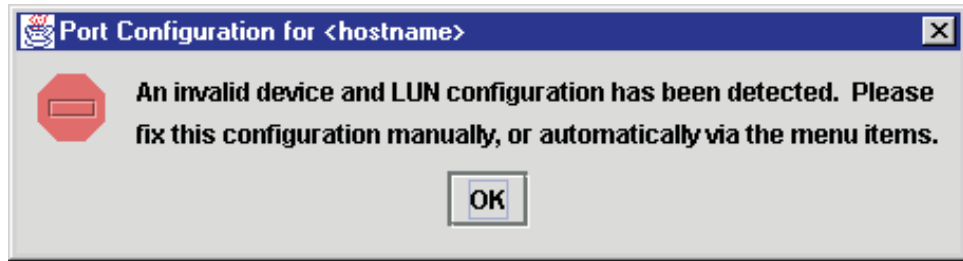 Port Configuration for <hostname>
An invalid device and LUN configuration has been detected. Please
fix this configuration manually, or automatically via the menu items.
OK